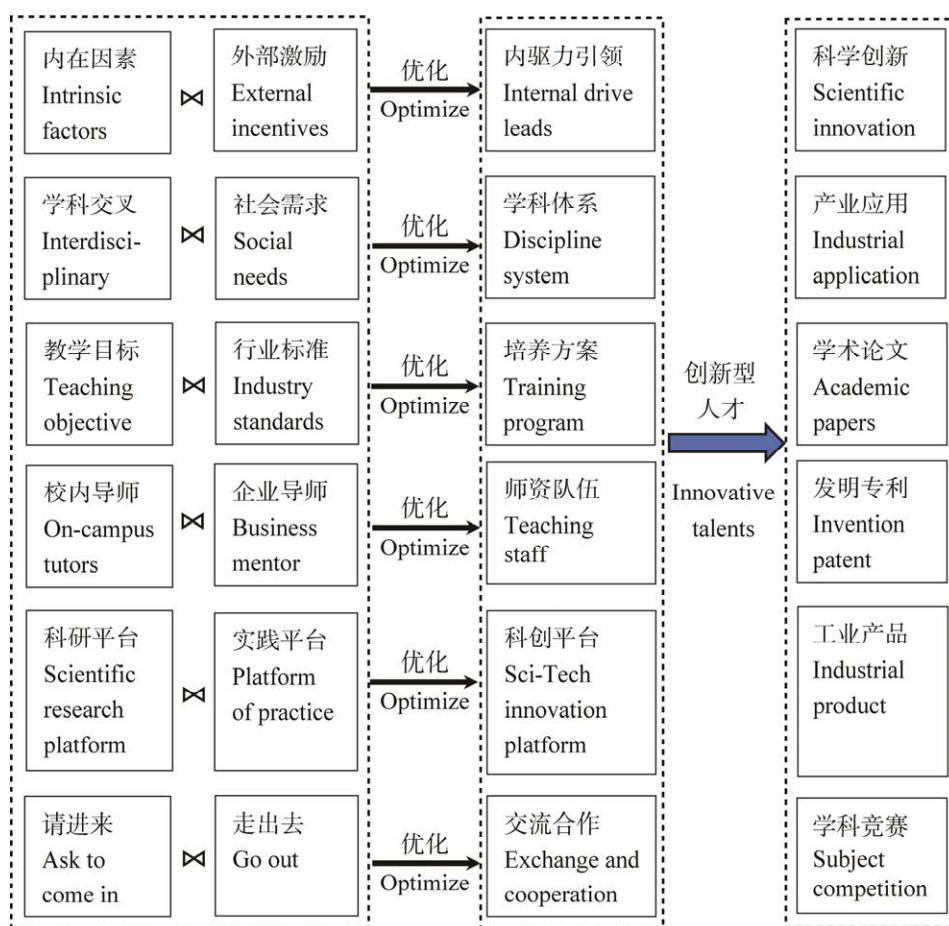 内在因素
Intrinsic
factors
外部激励
External
incentives
优化
Optimize
内驱力引领
Internal drive
leads
科学创新
Scientific
innovation
学科交叉
Interdisci-
plinary
社会需求
Social
needs
优化
Optimize
学科体系
Discipline
system
产业应用
Industrial
application
教学目标
Teaching
objective
行业标准
Industry
standards
优化
Optimize
培养方案
Training
program
创新型
人才
Innovative
talents
学术论文
Academic
papers
校内导师
On-campus
tutors
企业导师
Business
mentor
优化
Optimize
师资队伍
Teaching
staff
发明专利
Invention
patent
科研平台
Scientific
research
platform
实践平台
Platform
of practice
优化
Optimize
科创平台
Sci-Tech
innovation
platform
工业产品
Industrial
product
请进来
Ask to
come in
走出去
Go out
优化
Optimize
交流合作
Exchange and
cooperation
学科竞赛
Subject
competition